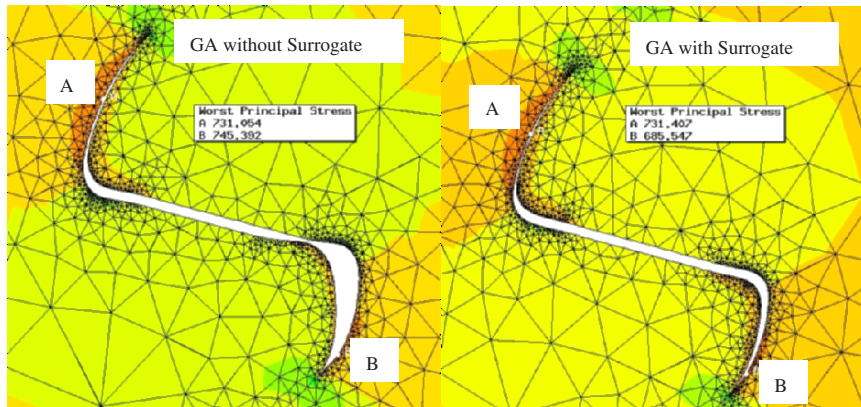 GA without Surrogate
A
Worst Principal Stress
A 731.054
B 745.392
B
GA with Surrogate
A
Worst Principal Stress
A 731.407
B 685.547
B